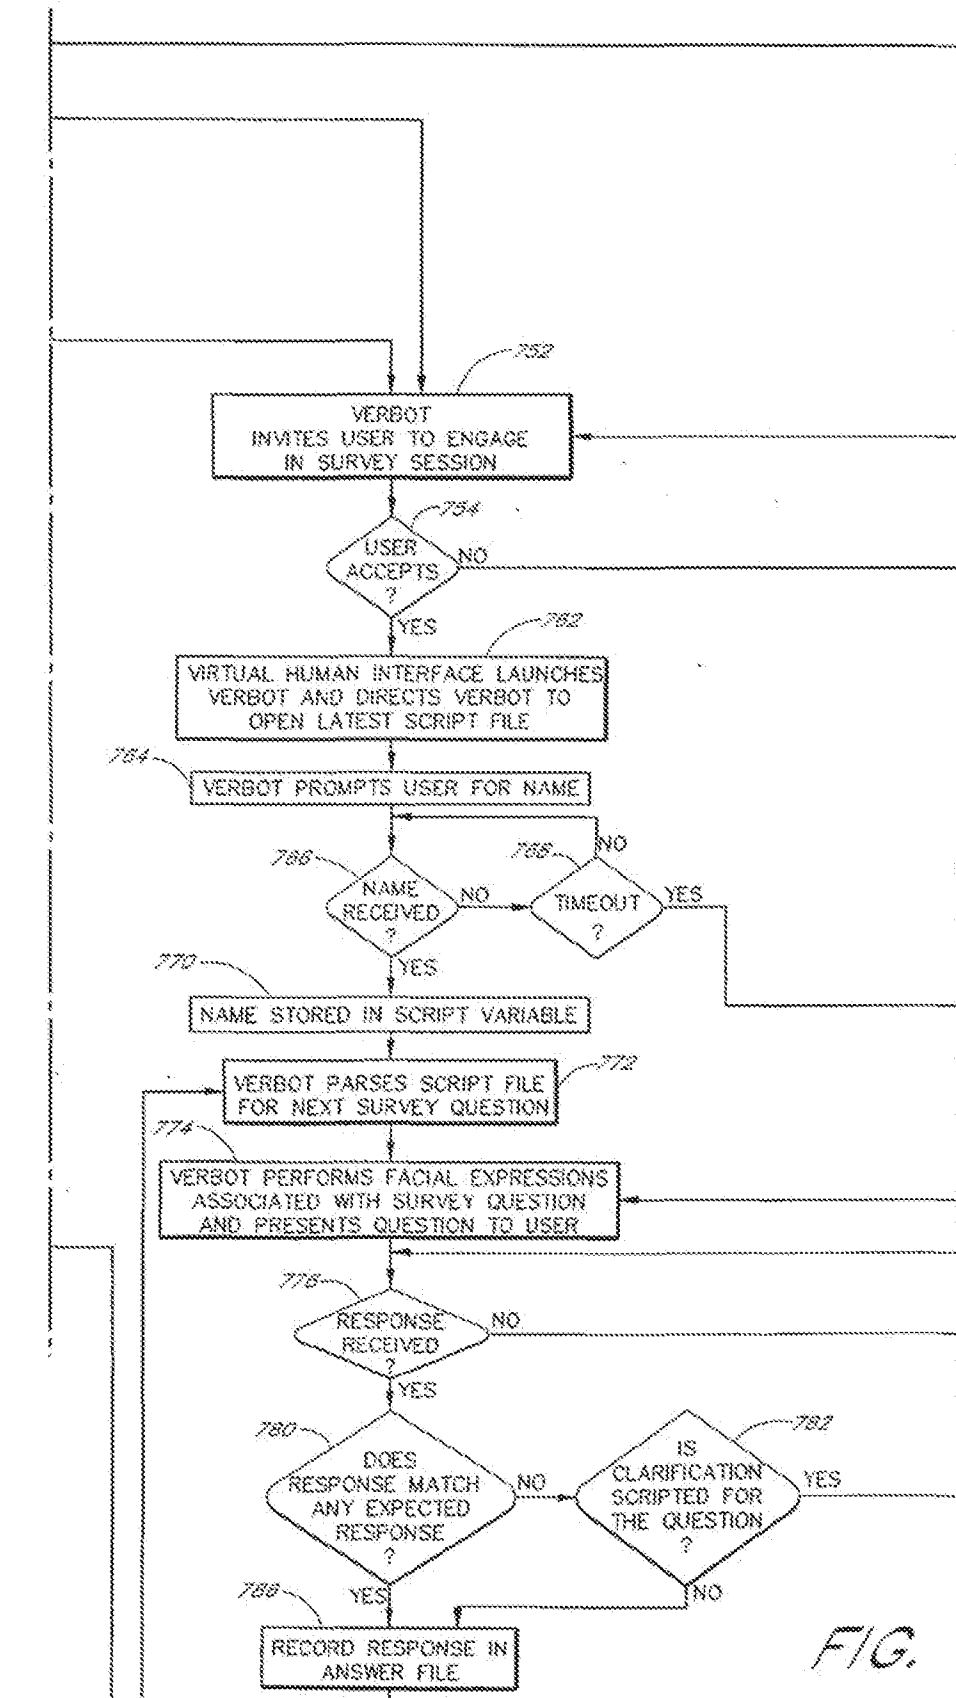 752
VERBOT
INVITES USER TO ENGAGE
IN SURVEY SESSION
754
USER
ACCEPTS
?
NO
YES
762
VIRTUAL HUMAN INTERFACE LAUNCHES
VERBOT AND DIRECTS VERBOT TO
OPEN LATEST SCRIPT FILE
764
VERBOT PROMPTS USER FOR NAME
766
NAME
RECEIVED
?
NO
768
NO
TIMEOUT
?
YES
YES
770
NAME STORED IN SCRIPT VARIABLE
772
VERBOT PARSES SCRIPT FILE
FOR NEXT SURVEY QUESTION
774
VERBOT PERFORMS FACIAL EXPRESSIONS
ASSOCIATED WITH SURVEY QUESTION
AND PRESENTS QUESTION TO USER
776
RESPONSE
RECEIVED
?
NO
YES
780
DOES
RESPONSE MATCH
ANY EXPECTED
RESPONSE
?
NO
782
IS
CLARIFICATION
SCRIPTED FOR
THE QUESTION
?
YES
YES
NO
788
RECORD RESPONSE IN
ANSWER FILE
FIG.